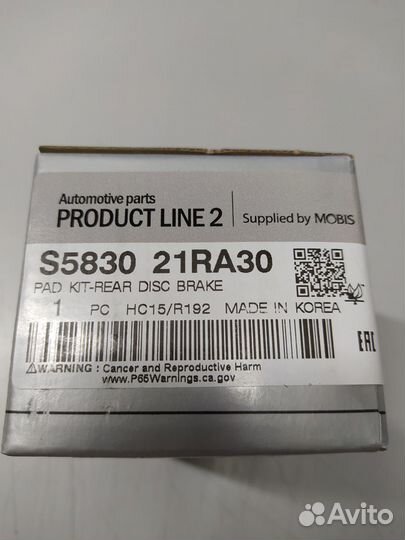 Automotive parts
PRODUCT LINE 2
Supplied by MOBIS
S5830 21RA30
PAD KIT-REAR DISC BRAKE
1 PC HC15/R192 MADE IN KOREA
EAC
⚠WARNING : Cancer and Reproductive Harm
www.P65Warnings.ca.gov
Avito